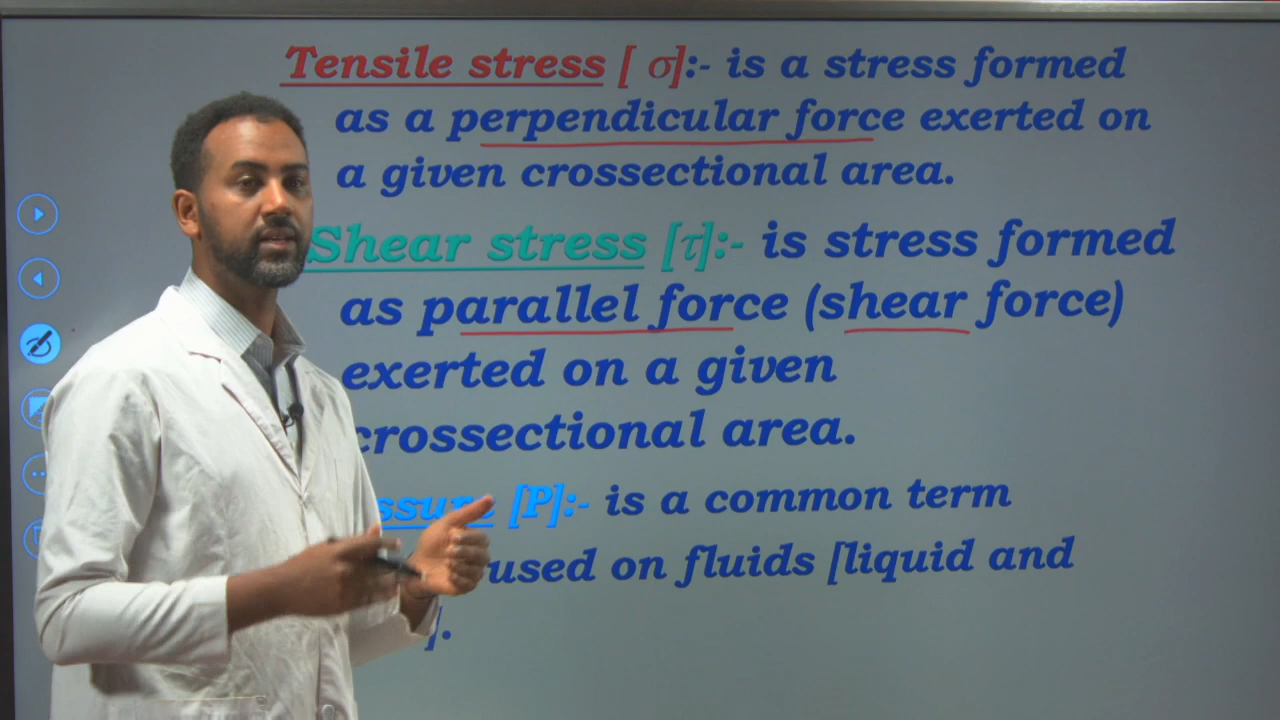 Tensile stress [ σ]:- is a stress formed
as a perpendicular force exerted on
a given crossectional area.
Shear stress [τ]:- is stress formed
as parallel force (shear force)
exerted on a given
crossectional area.
[P]:- is a common term
used on fluids [liquid and
].